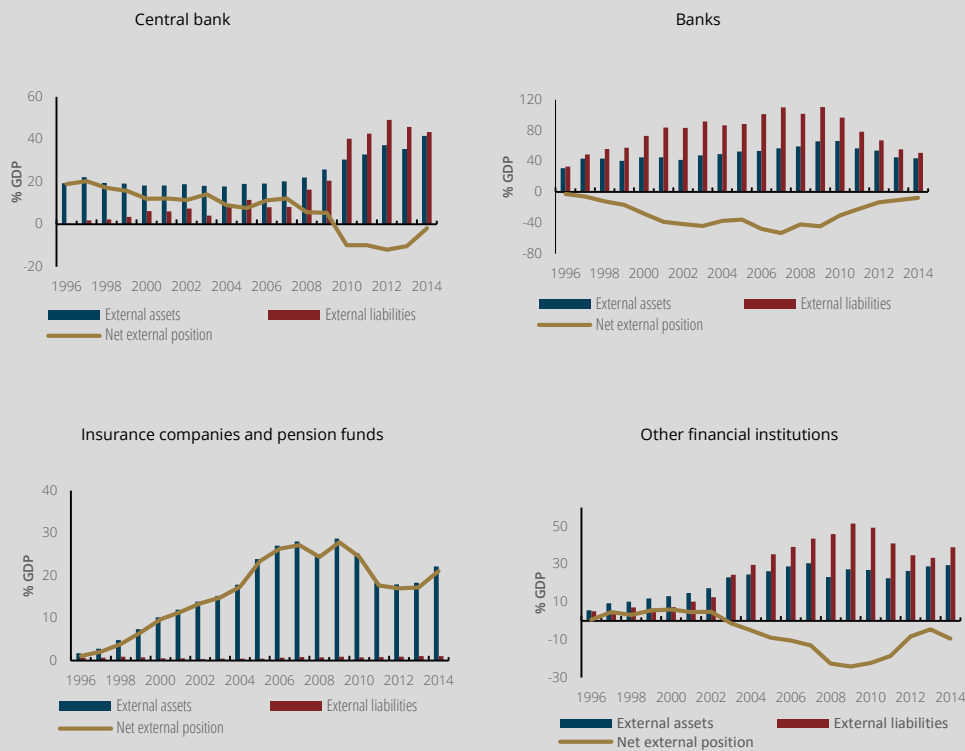 Central bank
60
40
20
0
-20
% GDP
1996 1998 2000 2002 2004 2006 2008 2010 2012 2014
External assets External liabilities
Net external position
Banks
120
80
40
0
-40
-80
% GDP
1996 1998 2000 2002 2004 2006 2008 2010 2012 2014
External assets External liabilities
Net external position
Insurance companies and pension funds
40
30
20
10
0
% GDP
1996 1998 2000 2002 2004 2006 2008 2010 2012 2014
External assets External liabilities
Net external position
Other financial institutions
50
30
10
-10
-30
% GDP
1996 1998 2000 2002 2004 2006 2008 2010 2012 2014
External assets External liabilities
Net external position